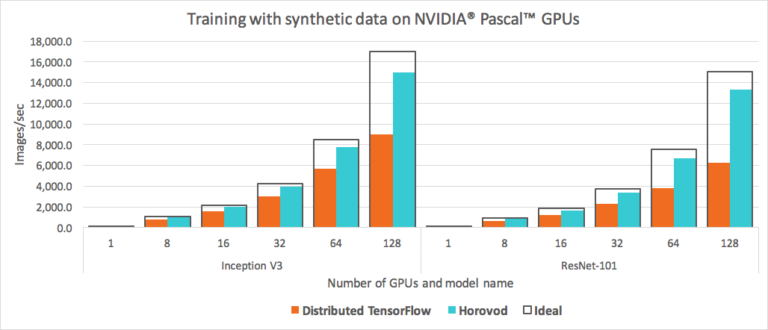 Training with synthetic data on NVIDIA® Pascal™ GPUs
Images/sec
18,000.0
16,000.0
14,000.0
12,000.0
10,000.0
8,000.0
6,000.0
4,000.0
2,000.0
0.0
1 8 16 32 64 128 1 8 16 32 64 128
Inception V3 ResNet-101
Number of GPUs and model name
Distributed TensorFlow Horovod Ideal